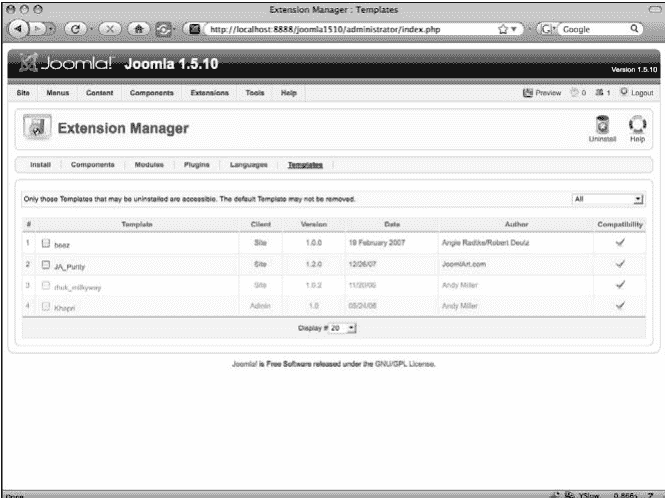 Extension Manager : Templates
http://localhost:8888/joomla1510/administrator/index.php
Google
Joomla! Joomla 1.5.10
Version 1.5.10
Site Menus Content Components Extensions Tools Help
Preview 0 1 Logout
Extension Manager
Uninstall Help
Install Components Modules Plugins Languages Templates
Only those Templates that may be uninstalled are accessible. The default Template may not be removed.
All
# Template Client Version Date Author Compatibility
1 beez Site 1.0.0 19 February 2007 Angie Radtke/Robert Deutz
2 JA_Purity Site 1.2.0 12/26/07 JoomlArt.com
3 rhuk_milkyway Site 1.0.2 11/20/06 Andy Miller
4 Khepri Admin 1.0 05/24/06 Andy Miller
Display # 20
Joomla! is Free Software released under the GNU/GPL License.
Done
YSlow 0.866s